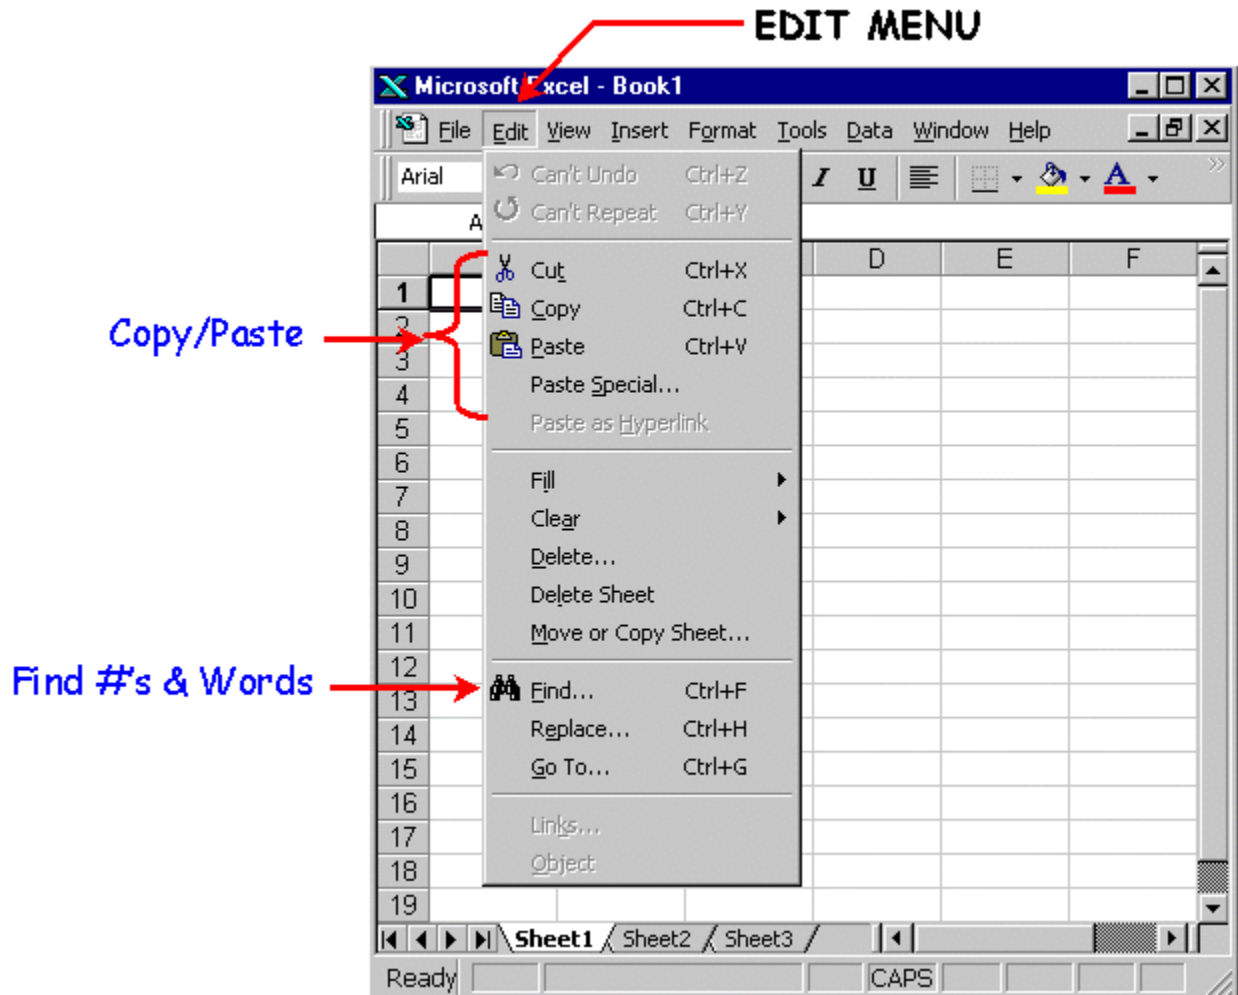 EDIT MENU
Microsoft Excel - Book1
File Edit View Insert Format Tools Data Window Help
Arial I U A
A
Can't Undo Ctrl+Z
Can't Repeat Ctrl+Y
D E F
Cut Ctrl+X
Copy Ctrl+C
Paste Ctrl+V
Paste Special...
Paste as Hyperlink
Fill
Clear
Delete...
Delete Sheet
Move or Copy Sheet...
Find... Ctrl+F
Replace... Ctrl+H
Go To... Ctrl+G
Links...
Object
Copy/Paste
Find #'s & Words
1
2
3
4
5
6
7
8
9
10
11
12
13
14
15
16
17
18
19
Sheet1 Sheet2 Sheet3
Ready CAPS